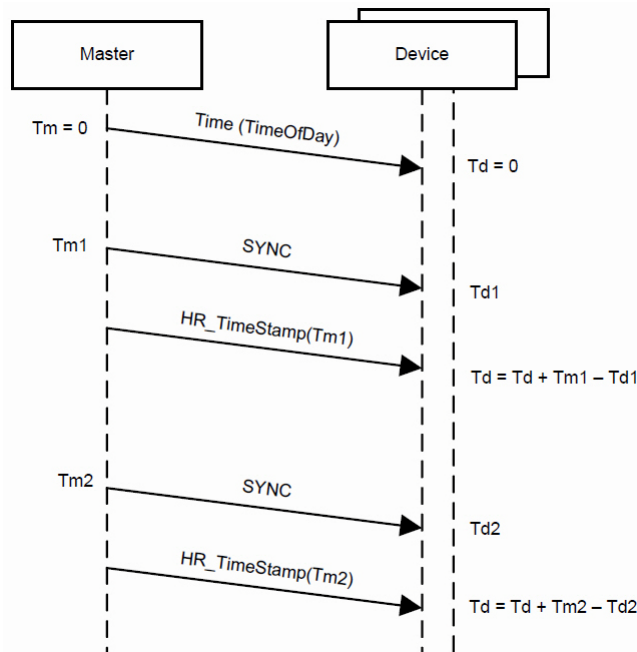 Master
Device
Time (TimeOfDay)
Tm = 0
Td = 0
Tm1
SYNC
Td1
HR_TimeStamp(Tm1)
Td = Td + Tm1 – Td1
Tm2
SYNC
Td2
HR_TimeStamp(Tm2)
Td = Td + Tm2 – Td2